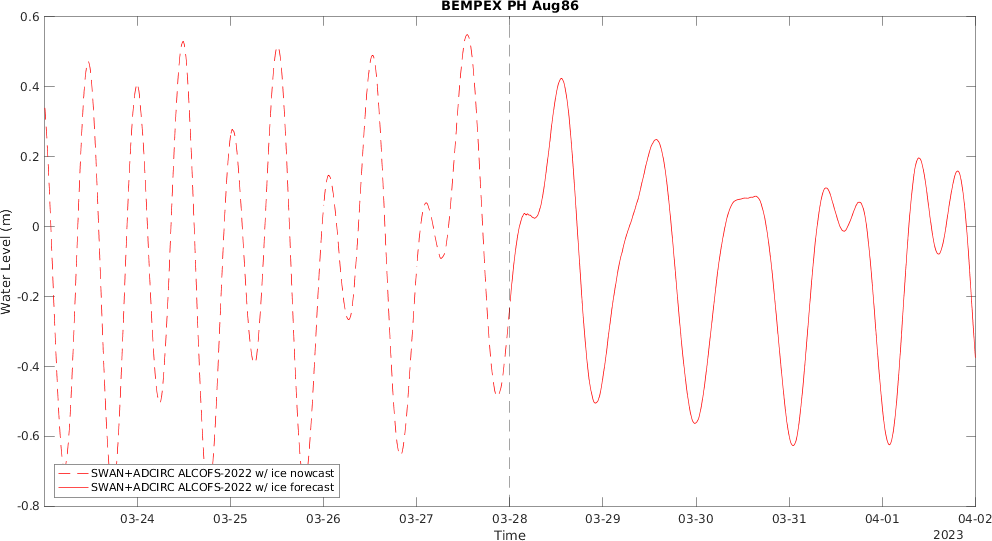 BEMPEX PH Aug86
0.6
0.4
0.2
0
-0.2
-0.4
-0.6
-0.8
Water Level (m)
SWAN+ADCIRC ALCOFS-2022 w/ ice nowcast
SWAN+ADCIRC ALCOFS-2022 w/ ice forecast
03-24 03-25 03-26 03-27 03-28 03-29 03-30 03-31 04-01 04-02
Time
2023